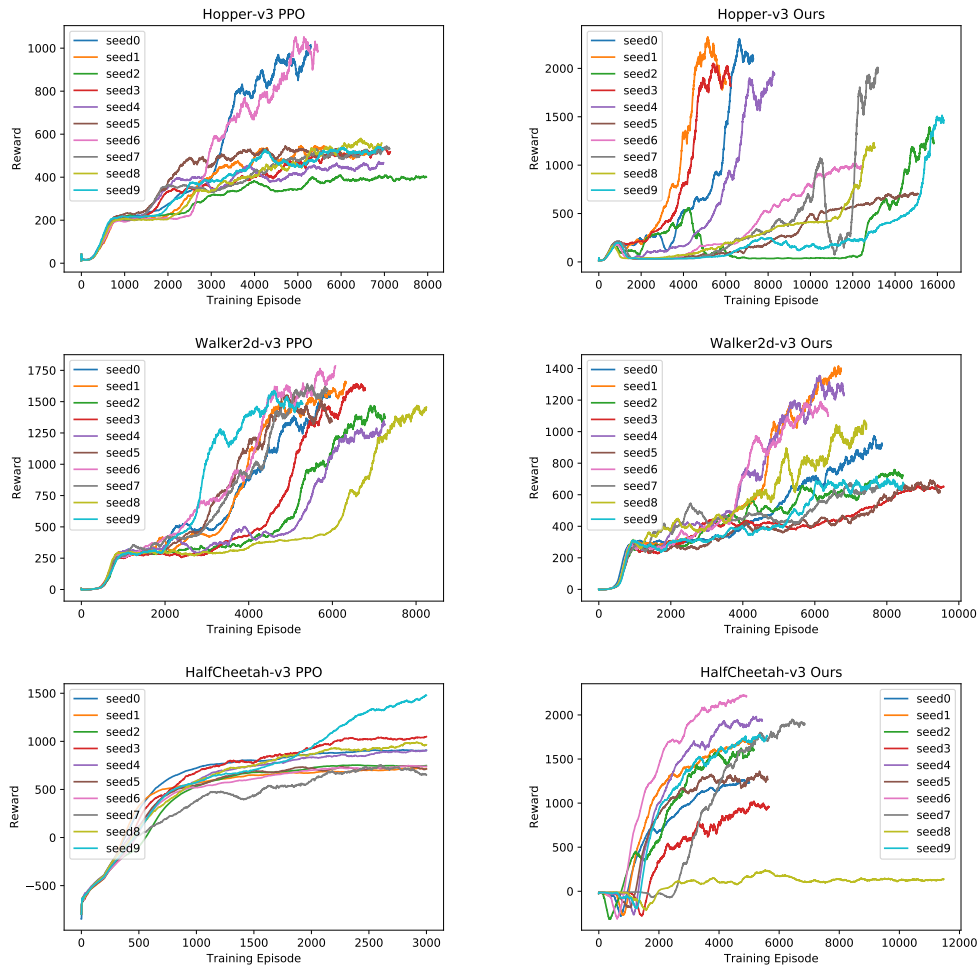 Hopper-v3 PPO
Reward
1000
800
600
400
200
0
seed0
seed1
seed2
seed3
seed4
seed5
seed6
seed7
seed8
seed9
0 1000 2000 3000 4000 5000 6000 7000 8000
Training Episode
Hopper-v3 Ours
Reward
2000
1500
1000
500
0
seed0
seed1
seed2
seed3
seed4
seed5
seed6
seed7
seed8
seed9
0 2000 4000 6000 8000 10000 12000 14000 16000
Training Episode
Walker2d-v3 PPO
Reward
1750
1500
1250
1000
750
500
250
0
seed0
seed1
seed2
seed3
seed4
seed5
seed6
seed7
seed8
seed9
0 2000 4000 6000 8000
Training Episode
Walker2d-v3 Ours
Reward
1400
1200
1000
800
600
400
200
0
seed0
seed1
seed2
seed3
seed4
seed5
seed6
seed7
seed8
seed9
0 2000 4000 6000 8000 10000
Training Episode
HalfCheetah-v3 PPO
Reward
1500
1000
500
0
−500
seed0
seed1
seed2
seed3
seed4
seed5
seed6
seed7
seed8
seed9
0 500 1000 1500 2000 2500 3000
Training Episode
HalfCheetah-v3 Ours
Reward
2000
1500
1000
500
0
seed0
seed1
seed2
seed3
seed4
seed5
seed6
seed7
seed8
seed9
0 2000 4000 6000 8000 10000 12000
Training Episode